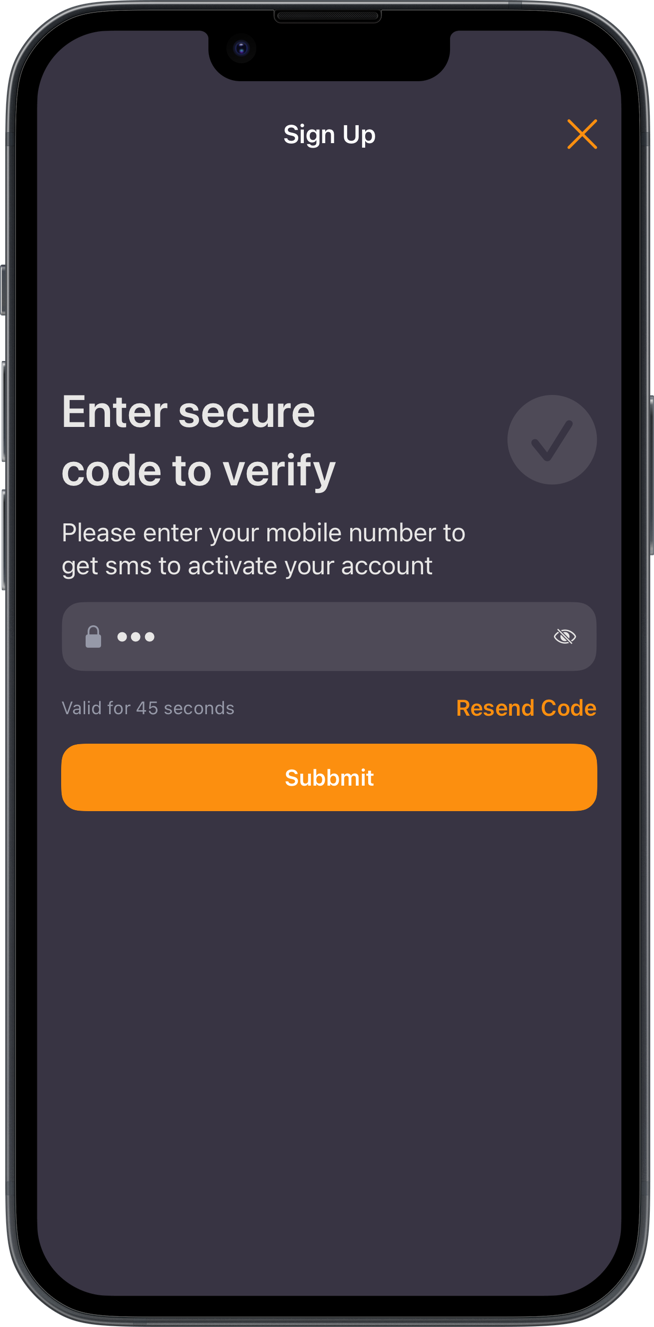 Sign Up
Enter secure
code to verify
Please enter your mobile number to
get sms to activate your account
•••
Valid for 45 seconds
Resend Code
Subbmit